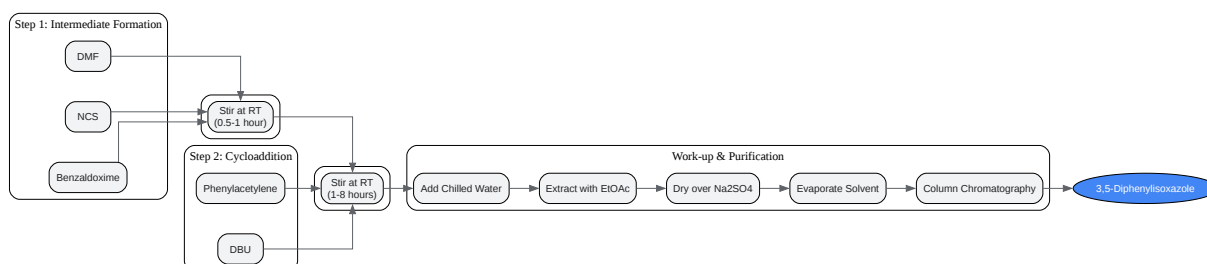 Step 1: Intermediate Formation
DMF
NCS
Benzaldoxime
Stir at RT
(0.5-1 hour)
Step 2: Cycloaddition
Phenylacetylene
DBU
Stir at RT
(1-8 hours)
Work-up & Purification
Add Chilled Water
Extract with EtOAc
Dry over Na2SO4
Evaporate Solvent
Column Chromatography
3,5-Diphenylisoxazole